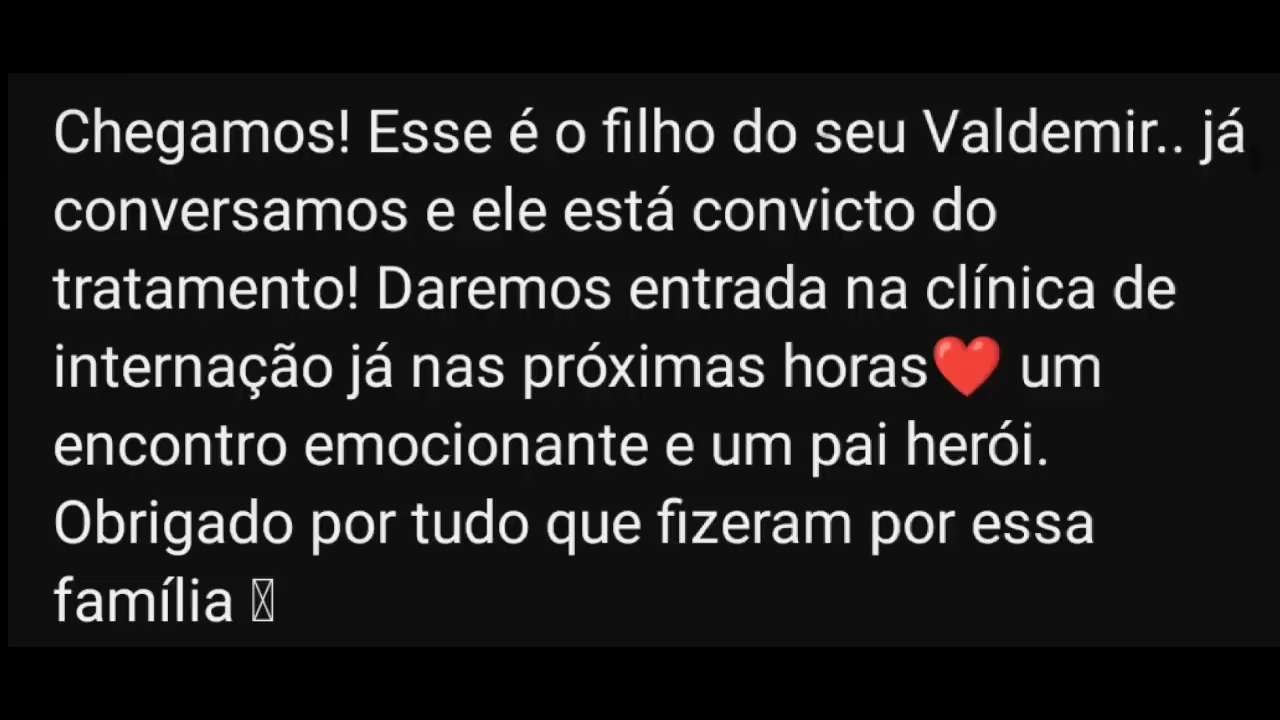 Chegamos! Esse é o filho do seu Valdemir.. já
conversamos e ele está convicto do
tratamento! Daremos entrada na clínica de
internação já nas próximas horas❤️ um
encontro emocionante e um pai herói.
Obrigado por tudo que fizeram por essa
família